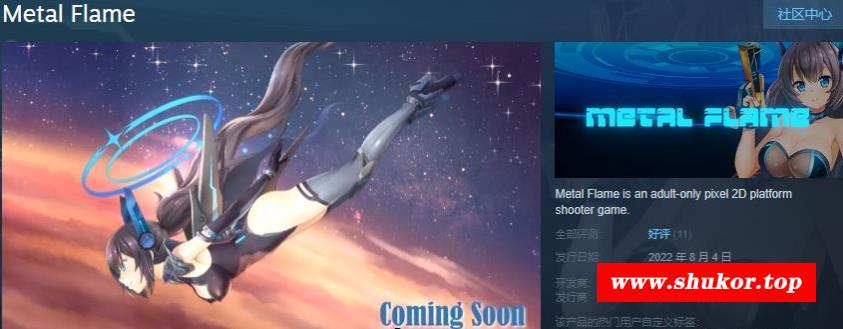 Metal Flame
社区中心
METAL FLAME
Metal Flame is an adult-only pixel 2D platform
shooter game.
全部评测: 好评 (11)
发行日期: 2022 年 8 月 4 日
开发商:
发行商:
www.shukor.top
该产品的热门用户自定义标签:
Coming Soon